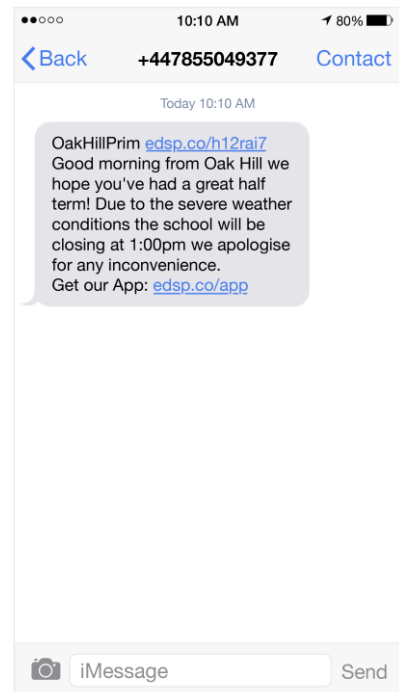 10:10 AM 80%
Back +447855049377 Contact
Today 10:10 AM
OakHillPrim edsp.co/h12rai7
Good morning from Oak Hill we
hope you've had a great half
term! Due to the severe weather
conditions the school will be
closing at 1:00pm we apologise
for any inconvenience.
Get our App: edsp.co/app
iMessage Send